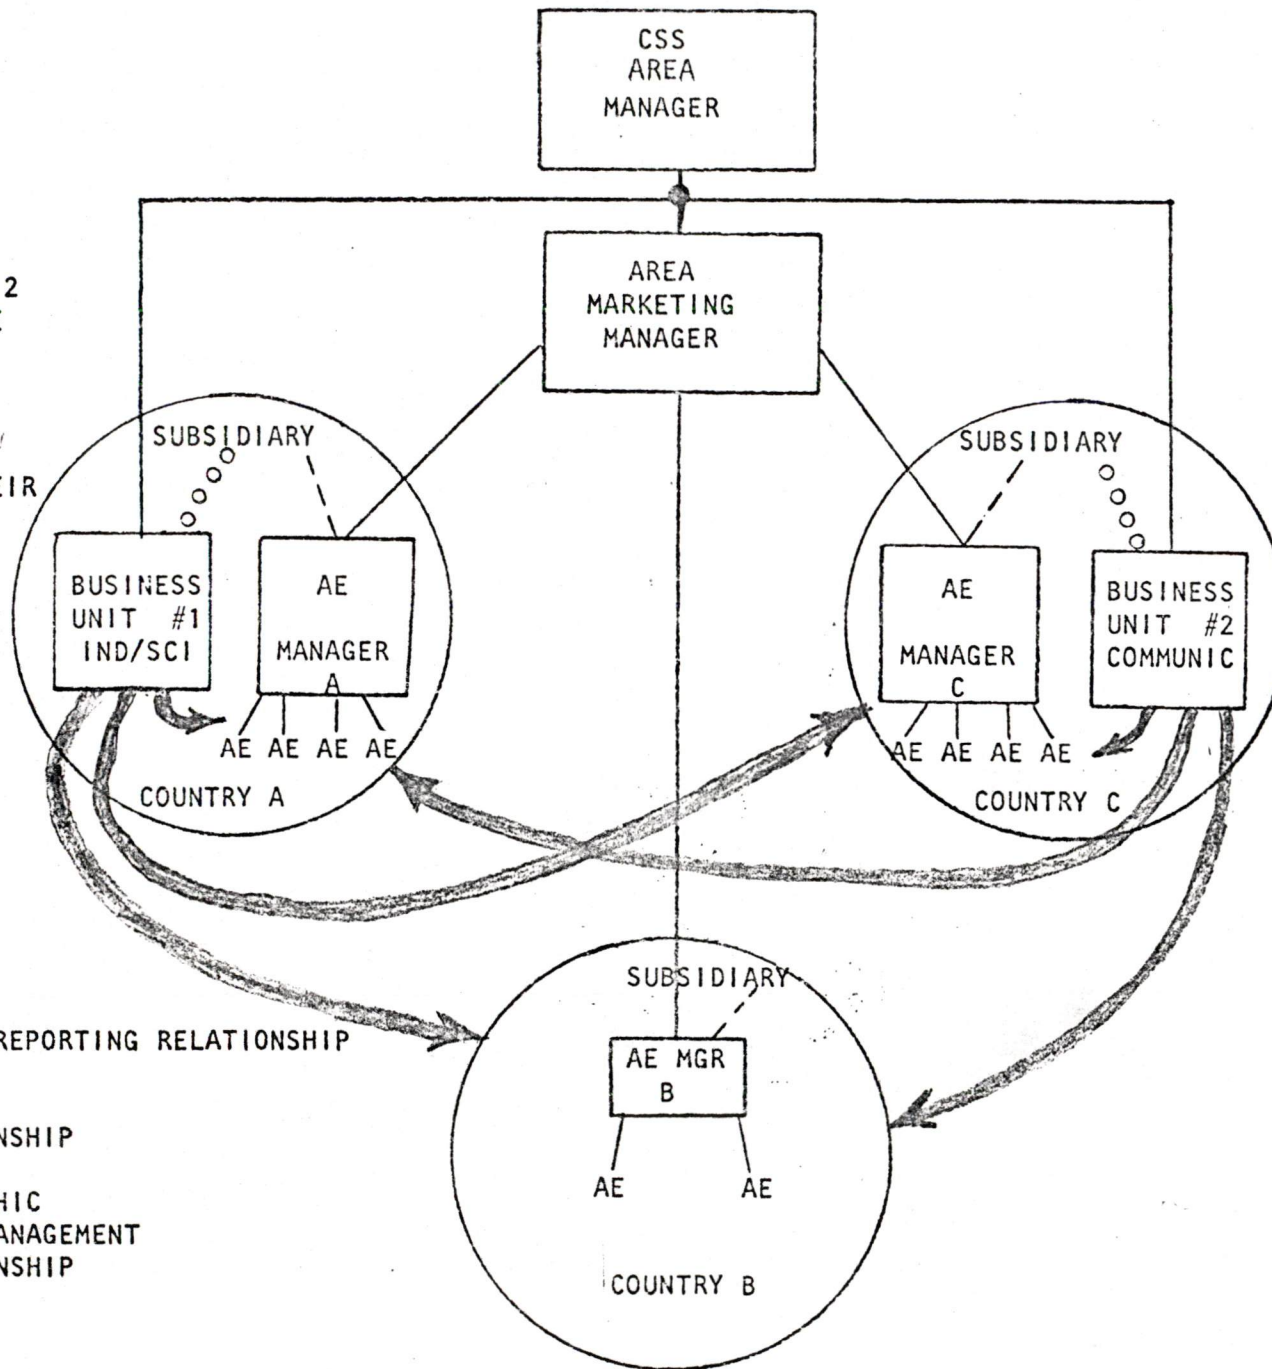 CSS
AREA
MANAGER
AREA
MARKETING
MANAGER
2
EIR
SUBSIDIARY
BUSINESS
UNIT #1
IND/SCI
AE
MANAGER
A
AE AE AE AE
COUNTRY A
SUBSIDIARY
AE
MANAGER
C
BUSINESS
UNIT #2
COMMUNIC
AE AE AE AE
COUNTRY C
SUBSIDIARY
AE MGR
B
AE AE
COUNTRY B
REPORTING RELATIONSHIP
NSHIP
HIC
ANAGEMENT
NSHIP